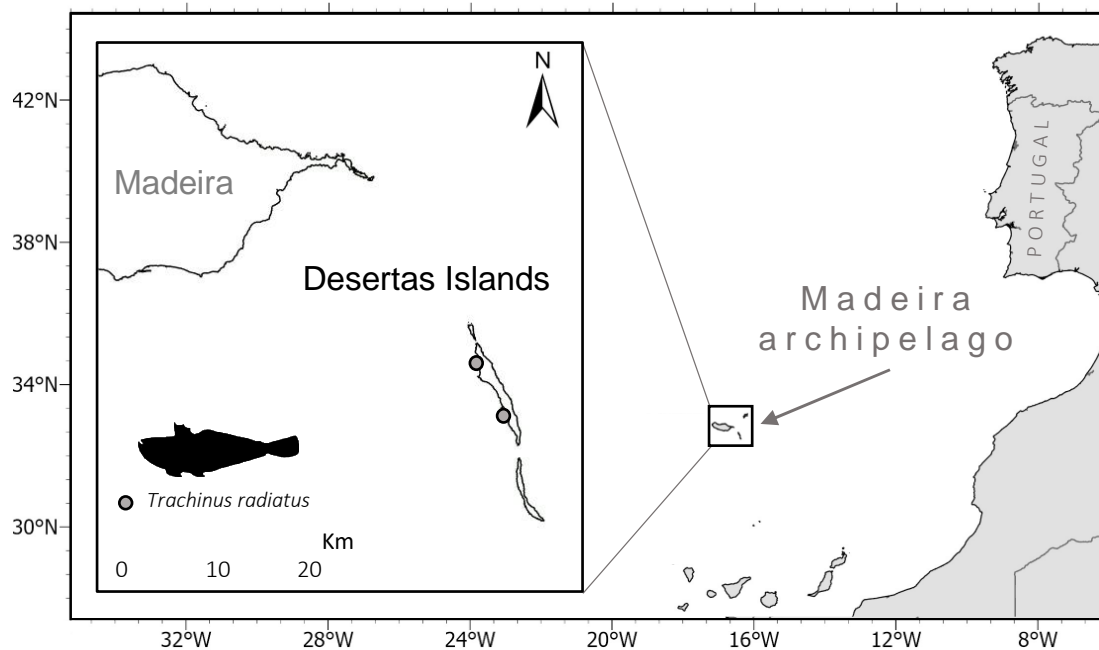 N
Madeira
Desertas Islands
Trachinus radiatus
Km
0 10 20
PORTUGAL
Madeira
archipelago
42°N
38°N
34°N
30°N
32°W 28°W 24°W 20°W 16°W 12°W 8°W